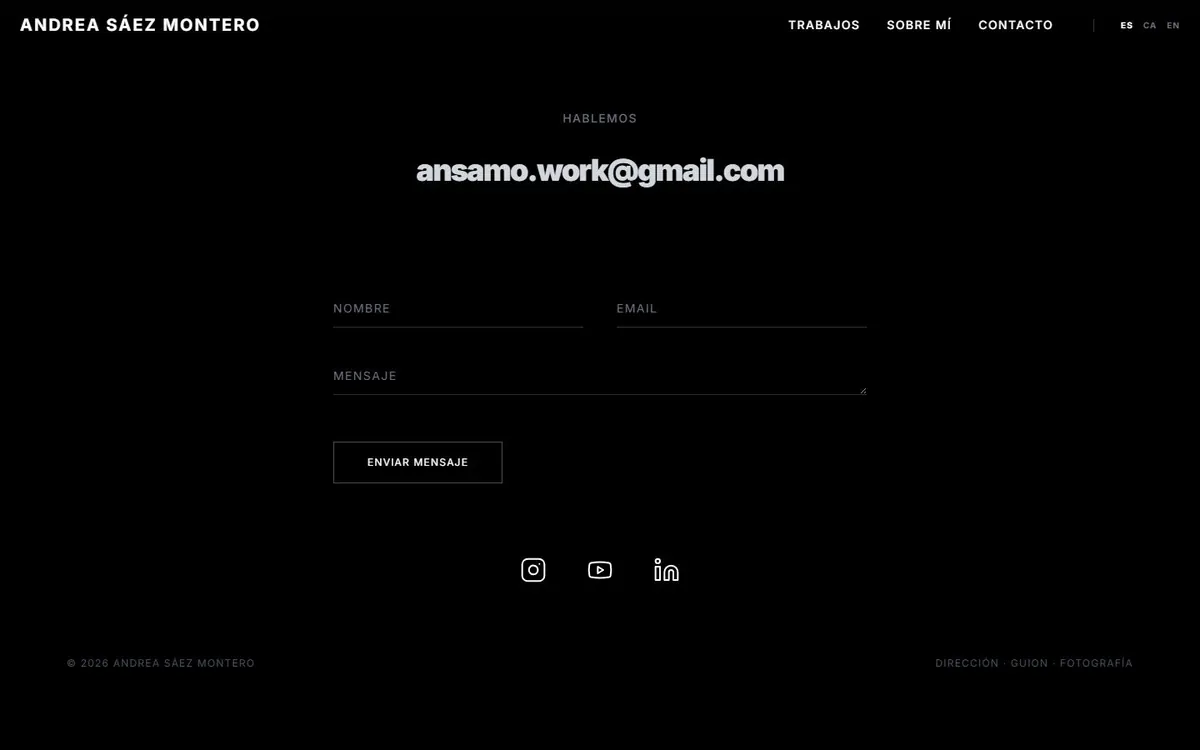 ANDREA SÁEZ MONTERO
TRABAJOS SOBRE MÍ CONTACTO ES CA EN
HABLEMOS
ansamo.work@gmail.com
NOMBRE EMAIL
MENSAJE
ENVIAR MENSAJE
© 2026 ANDREA SÁEZ MONTERO
DIRECCIÓN · GUION · FOTOGRAFÍA